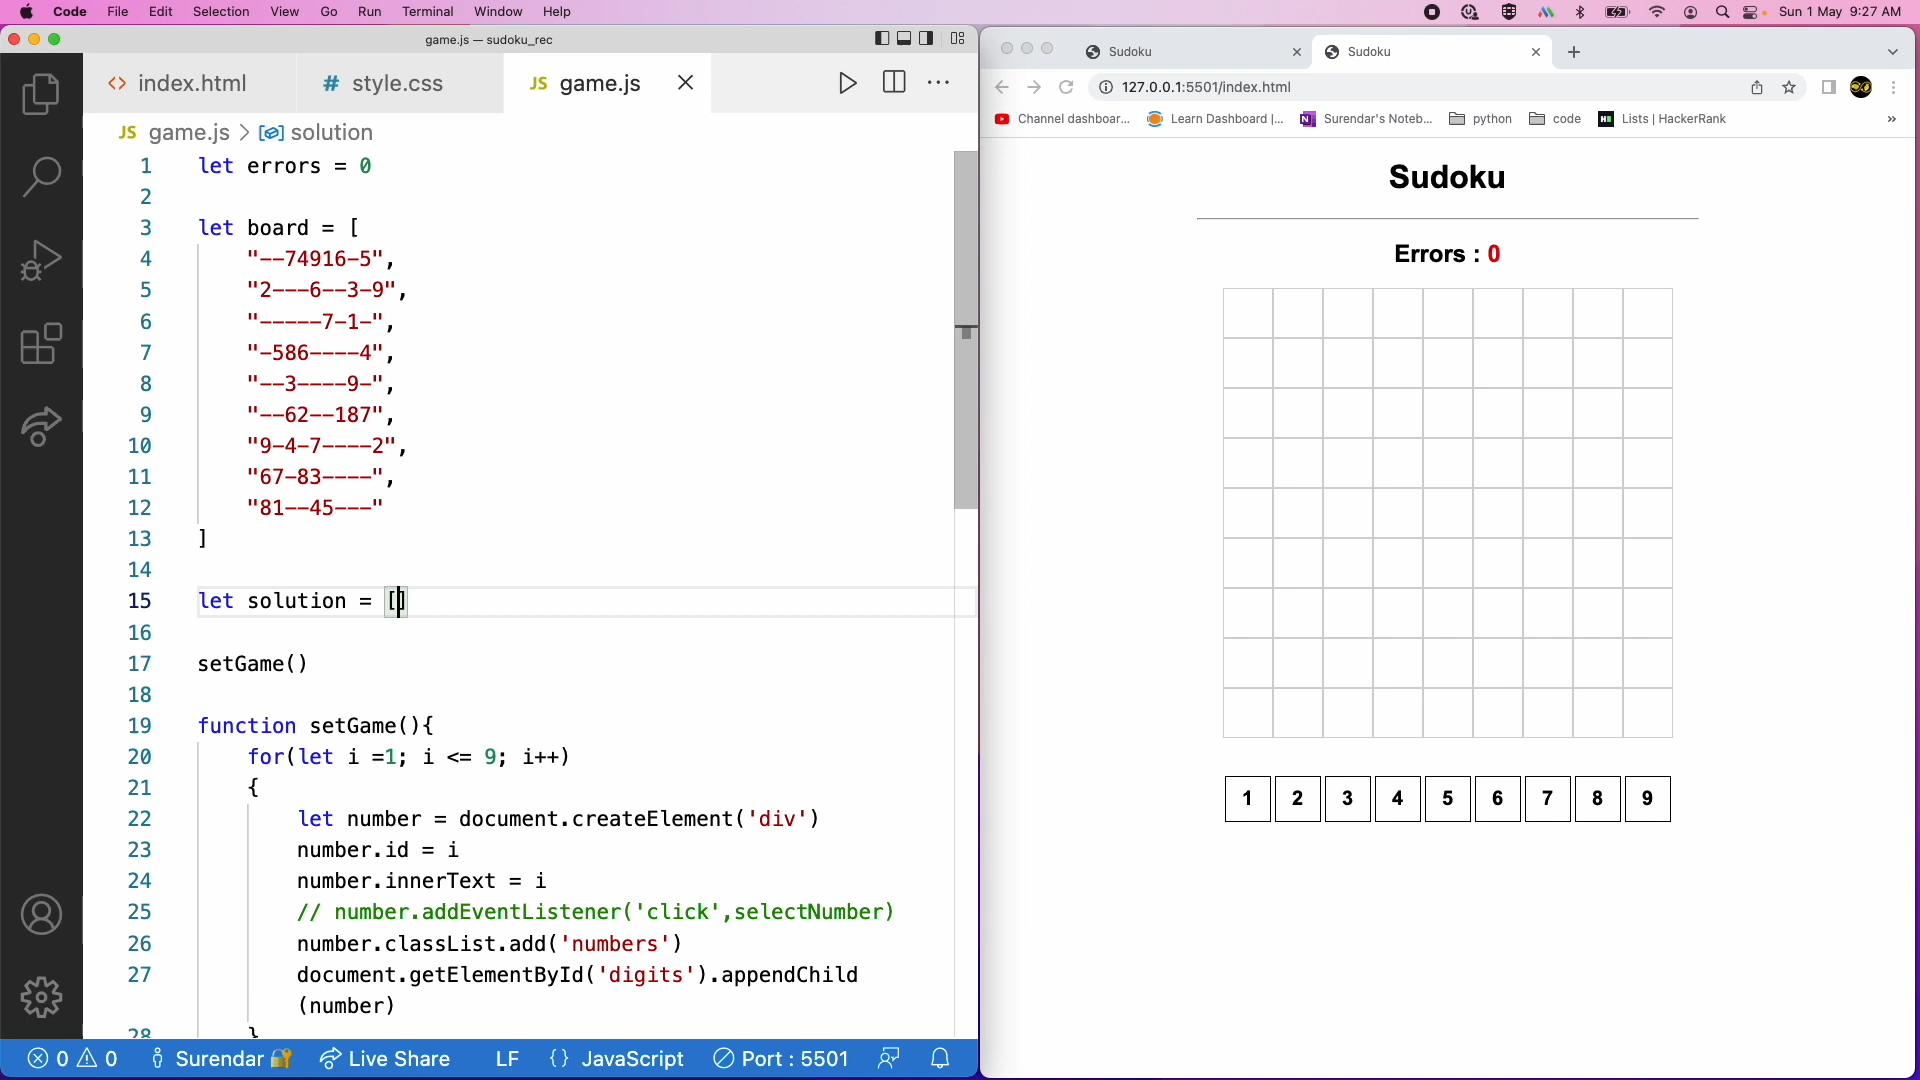 Code File Edit Selection View Go Run Terminal Window Help
Sun 1 May 9:27 AM
game.js — sudoku_rec
index.html
style.css
JS game.js
JS game.js > solution
1 let errors = 0
2
3 let board = [
4 "--74916-5",
5 "2---6--3-9",
6 "-----7-1-",
7 "-586----4",
8 "--3----9-",
9 "--62--187",
10 "9-4-7----2",
11 "67-83----",
12 "81--45---"
13 ]
14
15 let solution = []
16
17 setGame()
18
19 function setGame(){
20 for(let i =1; i <= 9; i++)
21 {
22 let number = document.createElement('div')
23 number.id = i
24 number.innerText = i
25 // number.addEventListener('click',selectNumber)
26 number.classList.add('numbers')
27 document.getElementById('digits').appendChild
(number)
28 }
0 0 Surendar Live Share LF {} JavaScript Port : 5501
Sudoku
Sudoku
127.0.0.1:5501/index.html
Channel dashboar... Learn Dashboard |... Surendar's Noteb... python code Lists | HackerRank »
Sudoku
Errors : 0
1 2 3 4 5 6 7 8 9